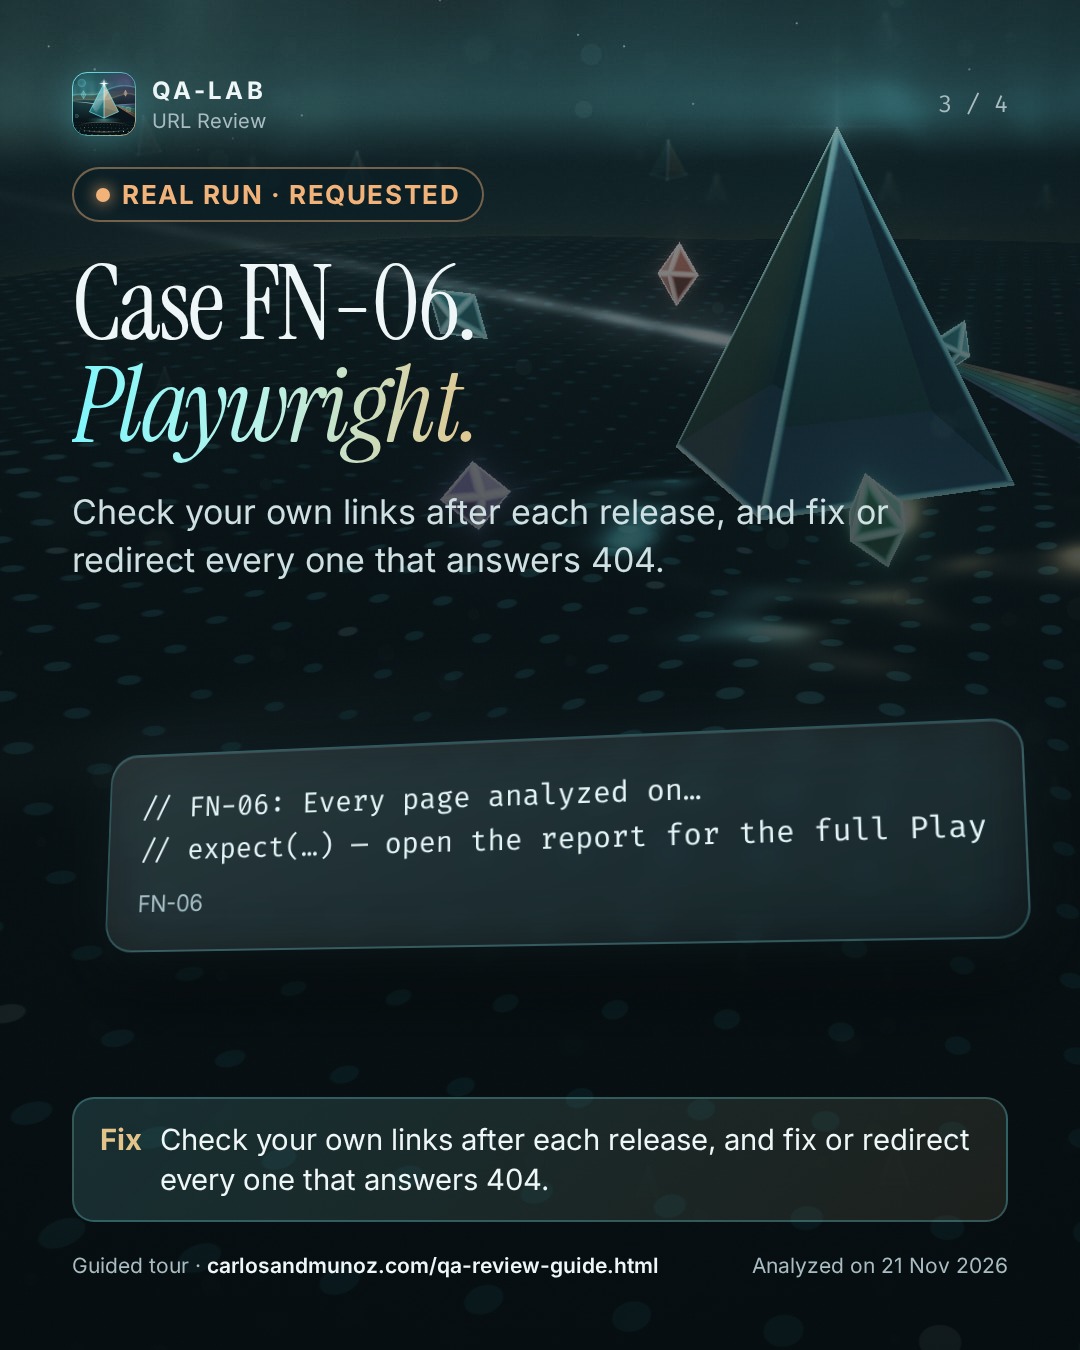 QA-LAB
URL Review
3 / 4
REAL RUN · REQUESTED
Case FN-06.
Playwright.
Check your own links after each release, and fix or
redirect every one that answers 404.
// FN-06: Every page analyzed on…
// expect(…) — open the report for the full Play
FN-06
Fix Check your own links after each release, and fix or redirect
every one that answers 404.
Guided tour · carlosandmunoz.com/qa-review-guide.html
Analyzed on 21 Nov 2026